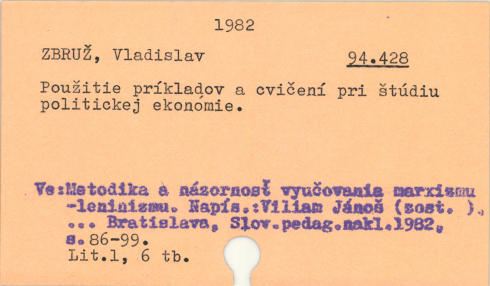 1982
ZBRUŽ, Vladislav 94.428
Použitie príkladov a cvičení pri štúdiu
politickej ekonómie.
Ve:Metodika a názornosť vyučovania marxizmu
-leninizmu. Napís.:Viliam Jánoš (zost. ).
... Bratislava, Slov.pedag.nakl.1982,
s.86-99.
Lit.l, 6 tb.